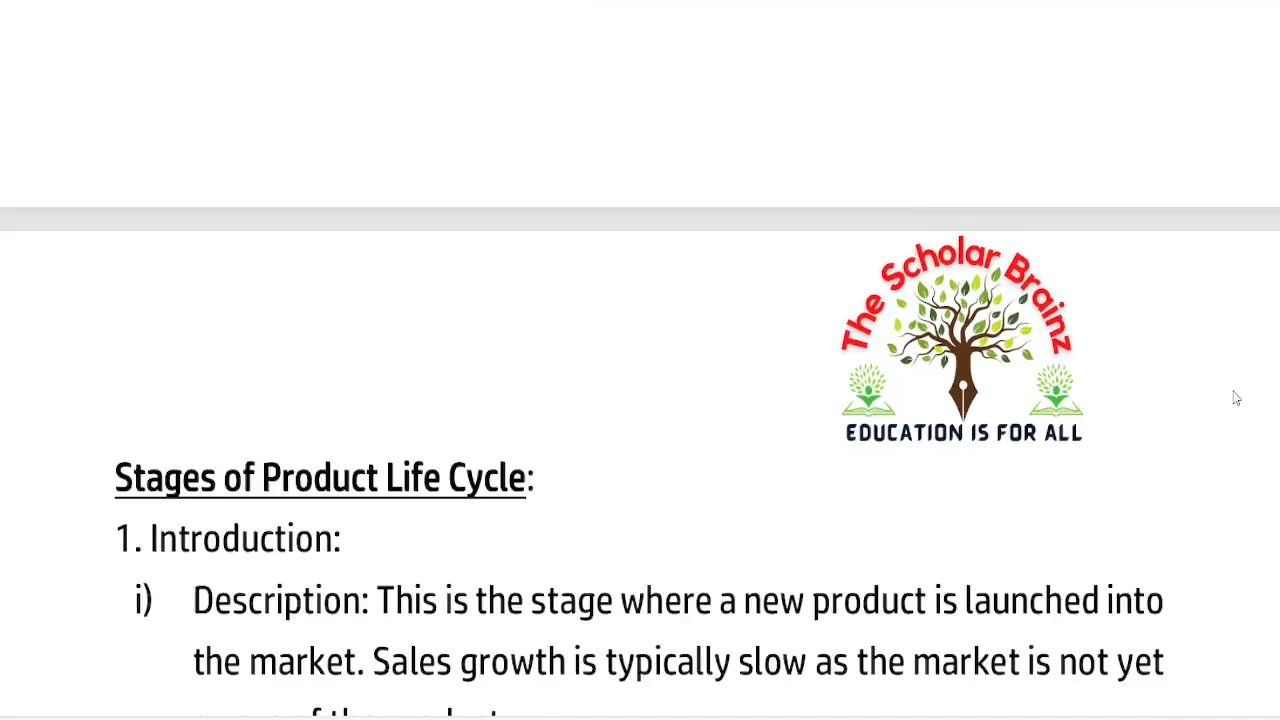 The Scholar Brainz
EDUCATION IS FOR ALL
Stages of Product Life Cycle:
1. Introduction:
i) Description: This is the stage where a new product is launched into
the market. Sales growth is typically slow as the market is not yet